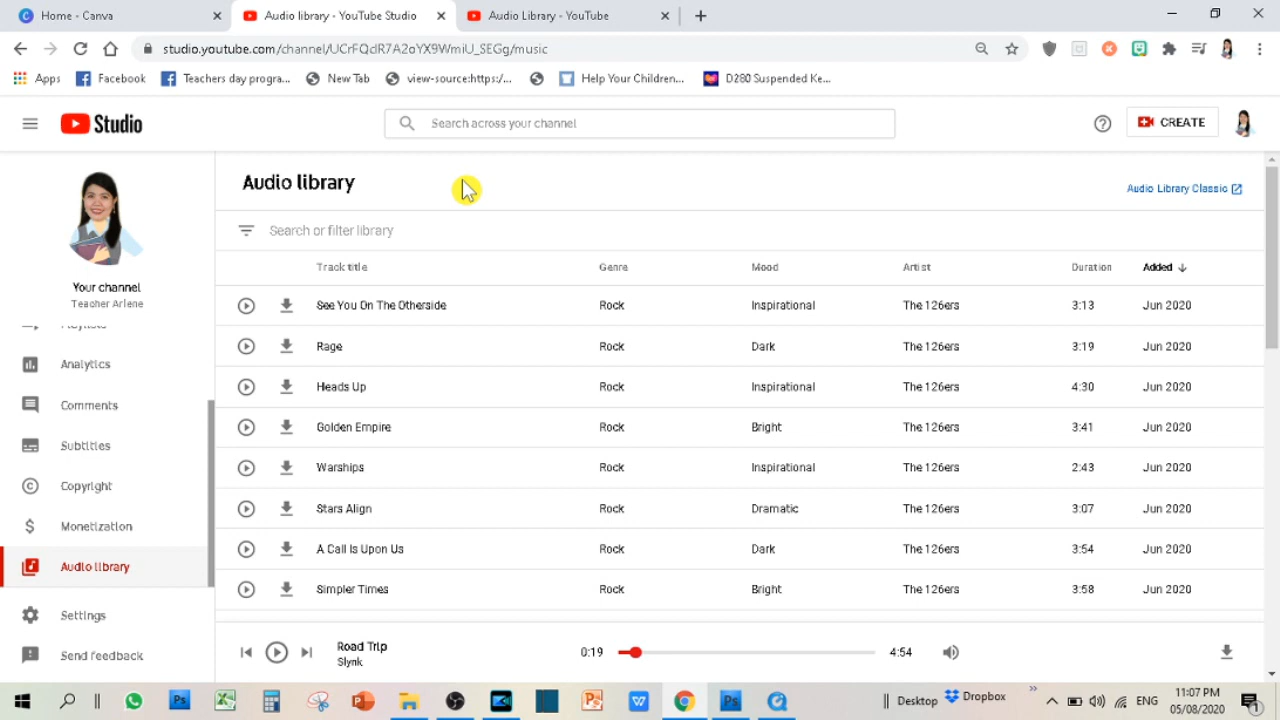 Home - Canva
Audio library - YouTube Studio
Audio Library - YouTube
studio.youtube.com/channel/UCrFQdR7A2oYX9WmiU_SEGg/music
Apps
Facebook
Teachers day progra...
New Tab
view-source:https:/...
Help Your Children...
D280 Suspended Ke...
Studio
Search across your channel
CREATE
Your channel
Teacher Arlene
Playlists
Analytics
Comments
Subtitles
Copyright
Monetization
Audio library
Settings
Send feedback
Audio library
Audio Library Classic
Search or filter library
Track title Genre Mood Artist Duration Added
See You On The Otherside Rock Inspirational The 126ers 3:13 Jun 2020
Rage Rock Dark The 126ers 3:19 Jun 2020
Heads Up Rock Inspirational The 126ers 4:30 Jun 2020
Golden Empire Rock Bright The 126ers 3:41 Jun 2020
Warships Rock Inspirational The 126ers 2:43 Jun 2020
Stars Align Rock Dramatic The 126ers 3:07 Jun 2020
A Call Is Upon Us Rock Dark The 126ers 3:54 Jun 2020
Simpler Times Rock Bright The 126ers 3:58 Jun 2020
Road Trip
Slynk
0:19
4:54
Desktop
Dropbox
ENG
11:07 PM
05/08/2020